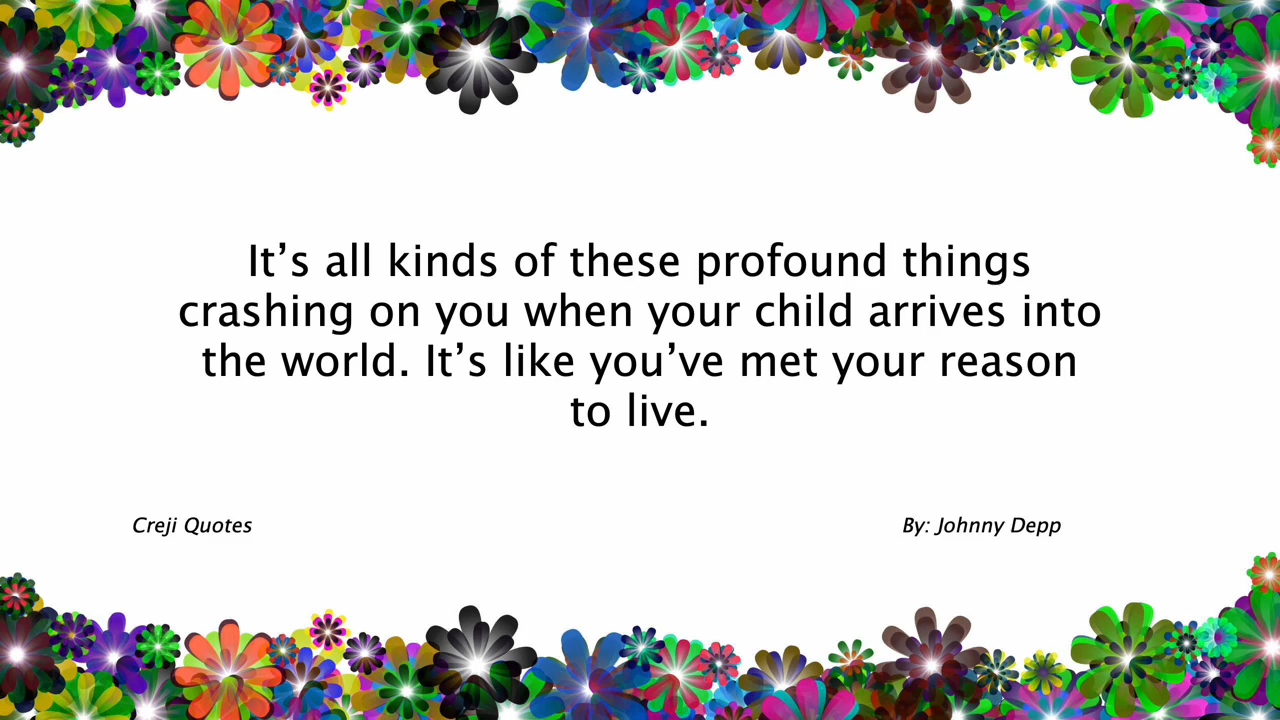 It’s all kinds of these profound things
crashing on you when your child arrives into
the world. It’s like you’ve met your reason
to live.
Creji Quotes
By: Johnny Depp